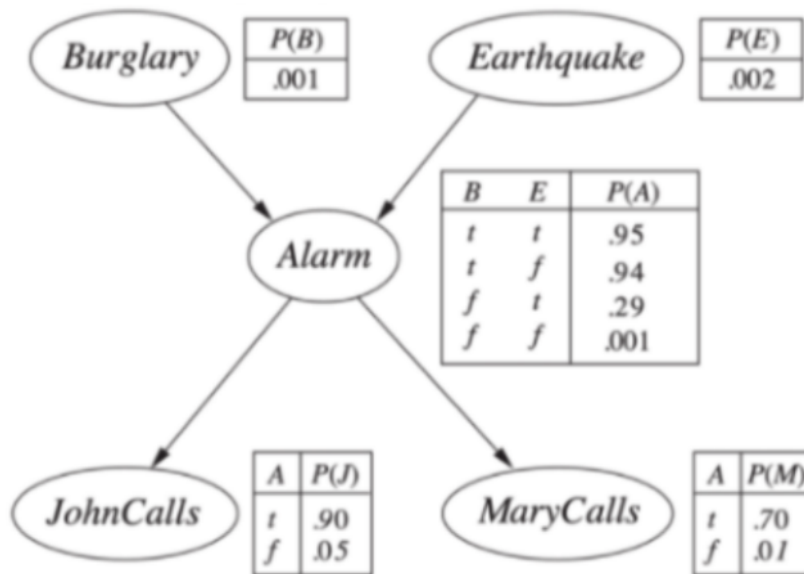 Burglary
P(B)
.001
Earthquake
P(E)
.002
Alarm
B E P(A)
t t .95
t f .94
f t .29
f f .001
JohnCalls
A P(J)
t .90
f .05
MaryCalls
A P(M)
t .70
f .01